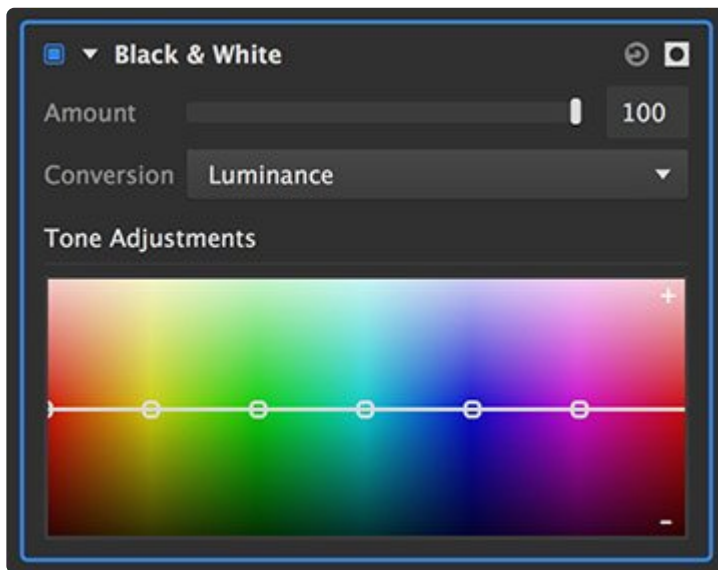 Black & White
Amount 100
Conversion Luminance
Tone Adjustments
+
-